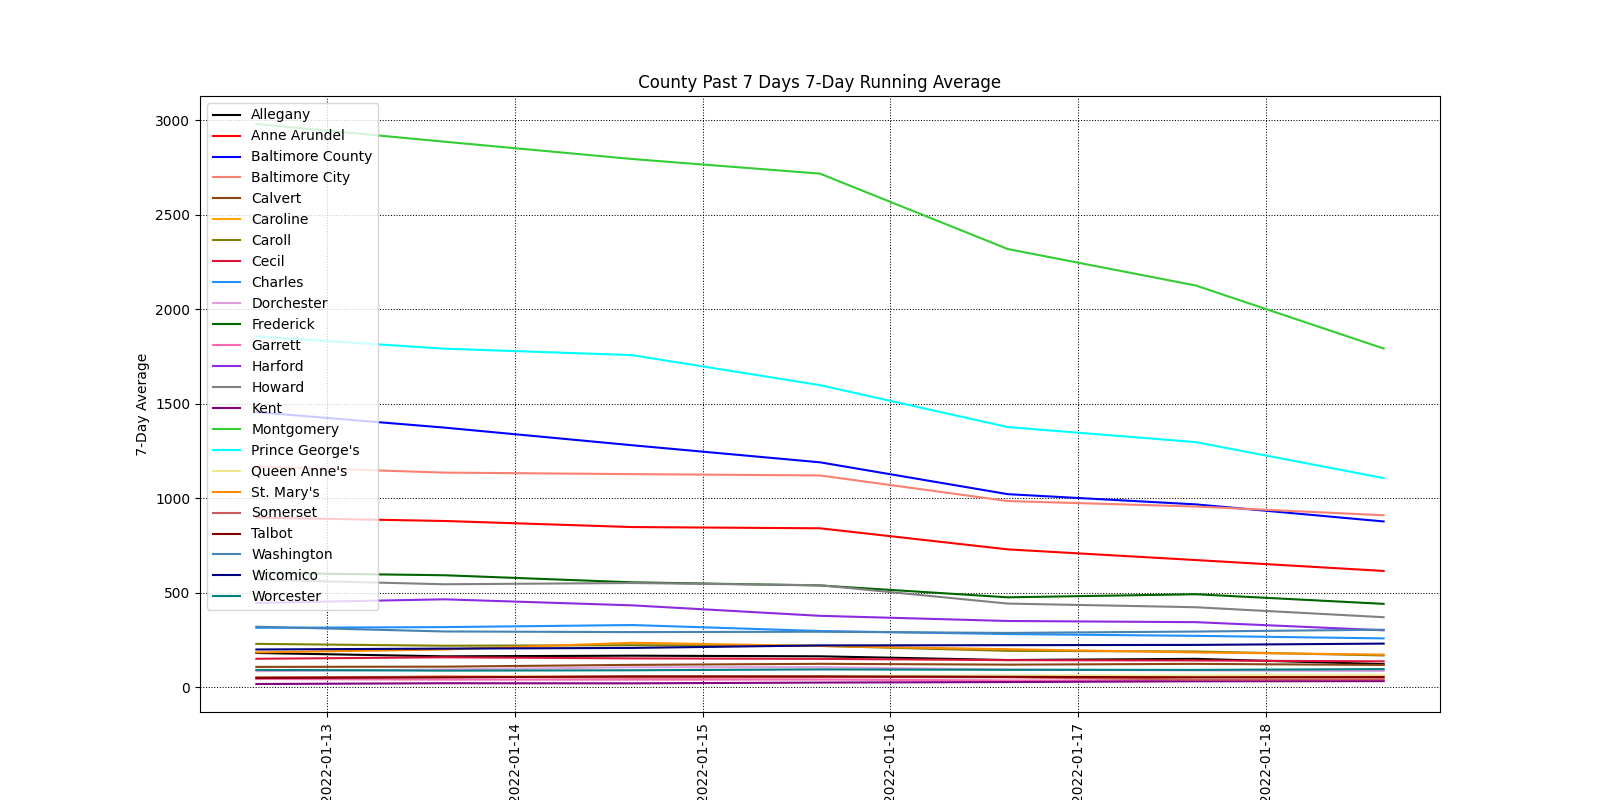 County Past 7 Days 7-Day Running Average
3000
2500
2000
1500
1000
500
0
7-Day Average
Allegany
Anne Arundel
Baltimore County
Baltimore City
Calvert
Caroline
Caroll
Cecil
Charles
Dorchester
Frederick
Garrett
Harford
Howard
Kent
Montgomery
Prince George's
Queen Anne's
St. Mary's
Somerset
Talbot
Washington
Wicomico
Worcester
2022-01-13
2022-01-14
2022-01-15
2022-01-16
2022-01-17
2022-01-18